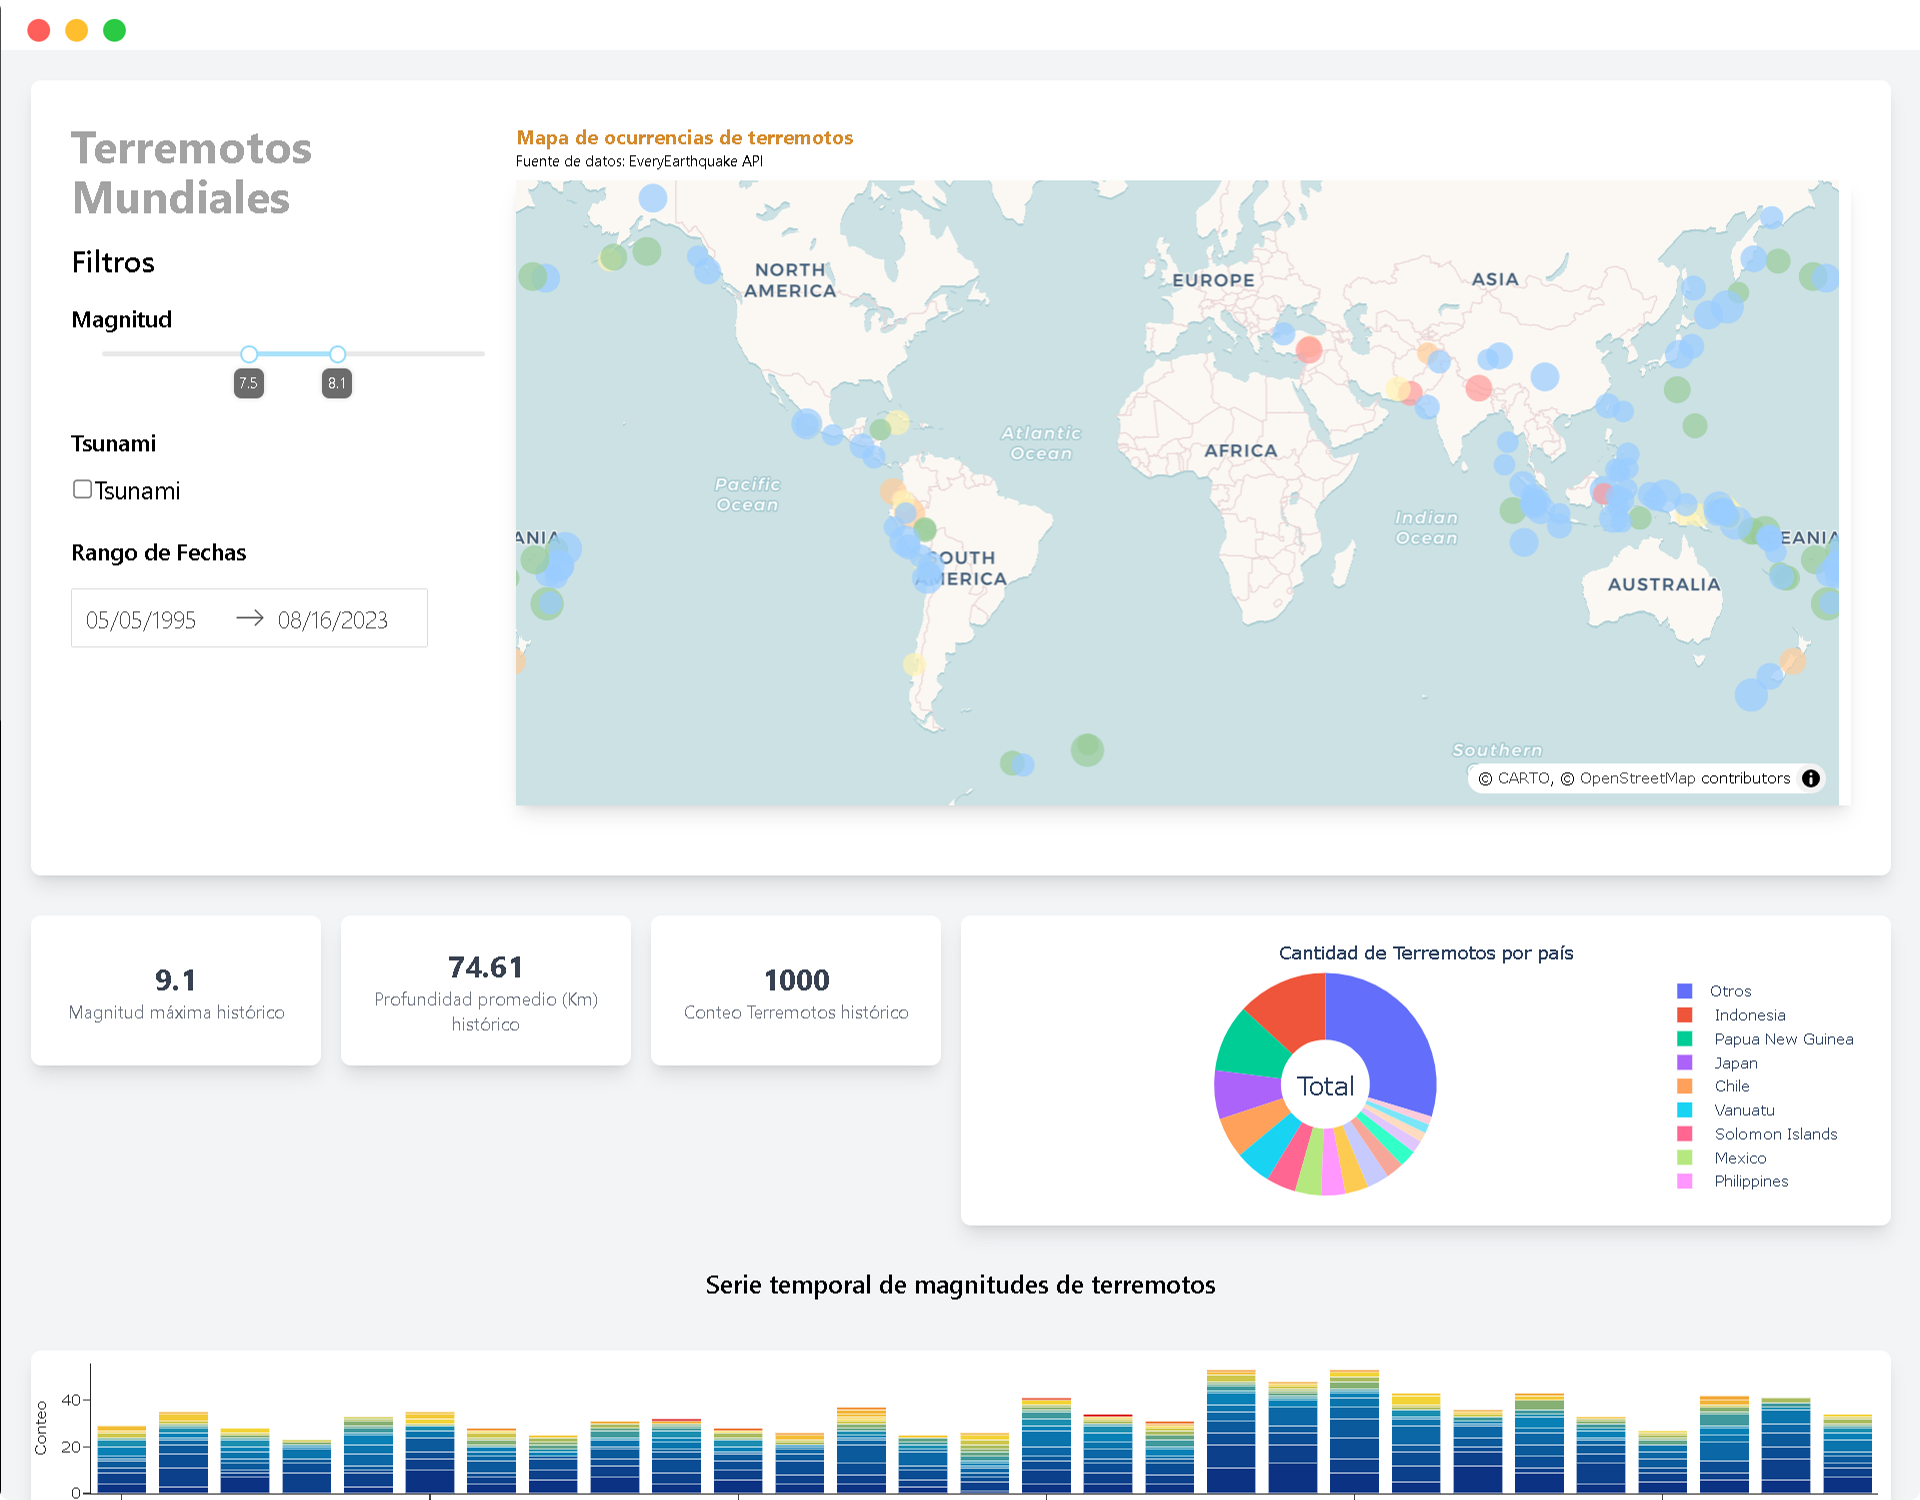 Terremotos
Mundiales
Filtros
Magnitud
7.5
8.1
Tsunami
Tsunami
Rango de Fechas
05/05/1995
08/16/2023
Mapa de ocurrencias de terremotos
Fuente de datos: EveryEarthquake API
NORTH
AMERICA
EUROPE
ASIA
Atlantic
Ocean
AFRICA
Pacific
Ocean
Indian
Ocean
ANIA
EANIA
SOUTH
AMERICA
AUSTRALIA
Southern
© CARTO, © OpenStreetMap contributors
9.1
Magnitud máxima histórico
74.61
Profundidad promedio (Km)
histórico
1000
Conteo Terremotos histórico
Cantidad de Terremotos por país
Total
Otros
Indonesia
Papua New Guinea
Japan
Chile
Vanuatu
Solomon Islands
Mexico
Philippines
Serie temporal de magnitudes de terremotos
Conteo
40
20
0